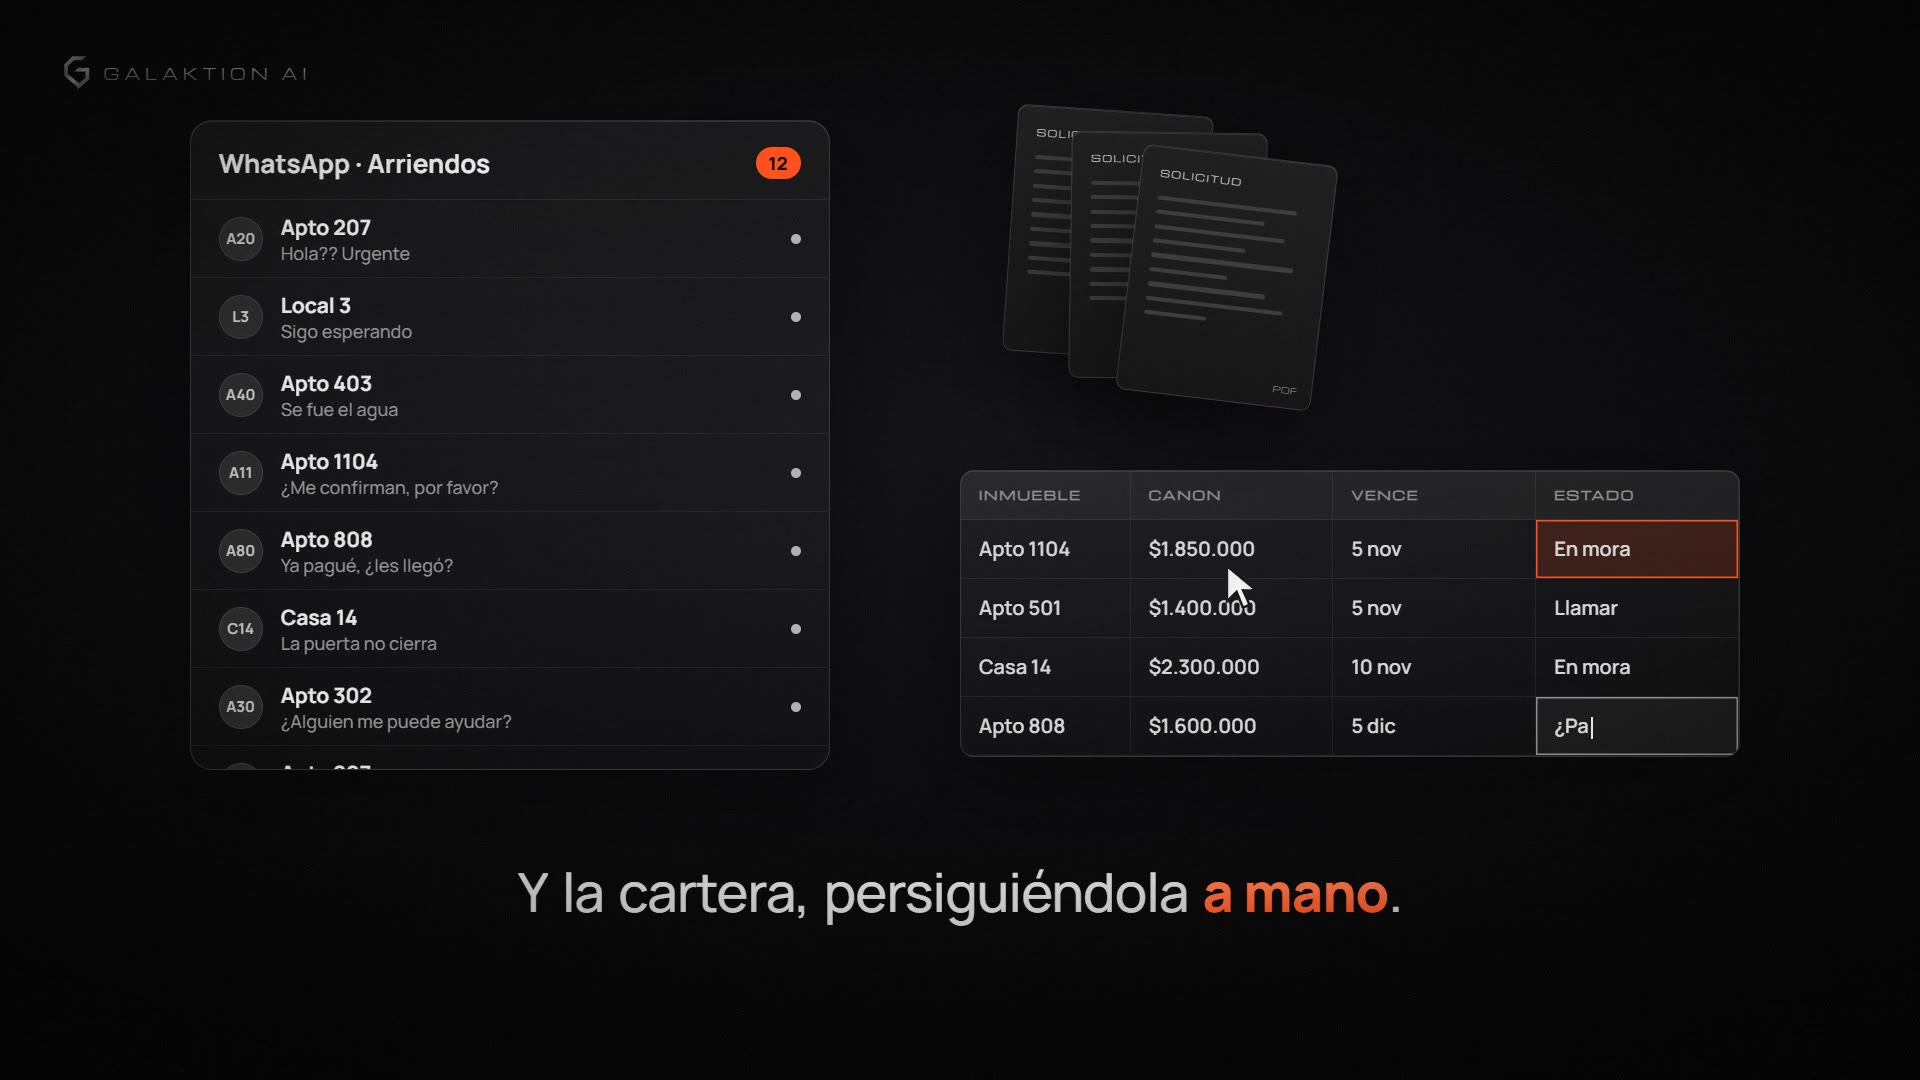 GALAKTION AI
WhatsApp · Arriendos
12
A20
Apto 207
Hola?? Urgente
L3
Local 3
Sigo esperando
A40
Apto 403
Se fue el agua
A11
Apto 1104
¿Me confirman, por favor?
A80
Apto 808
Ya pagué, ¿les llegó?
C14
Casa 14
La puerta no cierra
A30
Apto 302
¿Alguien me puede ayudar?
SOLICITUD
PDF
INMUEBLE CANON VENCE ESTADO
Apto 1104 $1.850.000 5 nov En mora
Apto 501 $1.400.000 5 nov Llamar
Casa 14 $2.300.000 10 nov En mora
Apto 808 $1.600.000 5 dic ¿Pa
Y la cartera, persiguiéndola a mano.